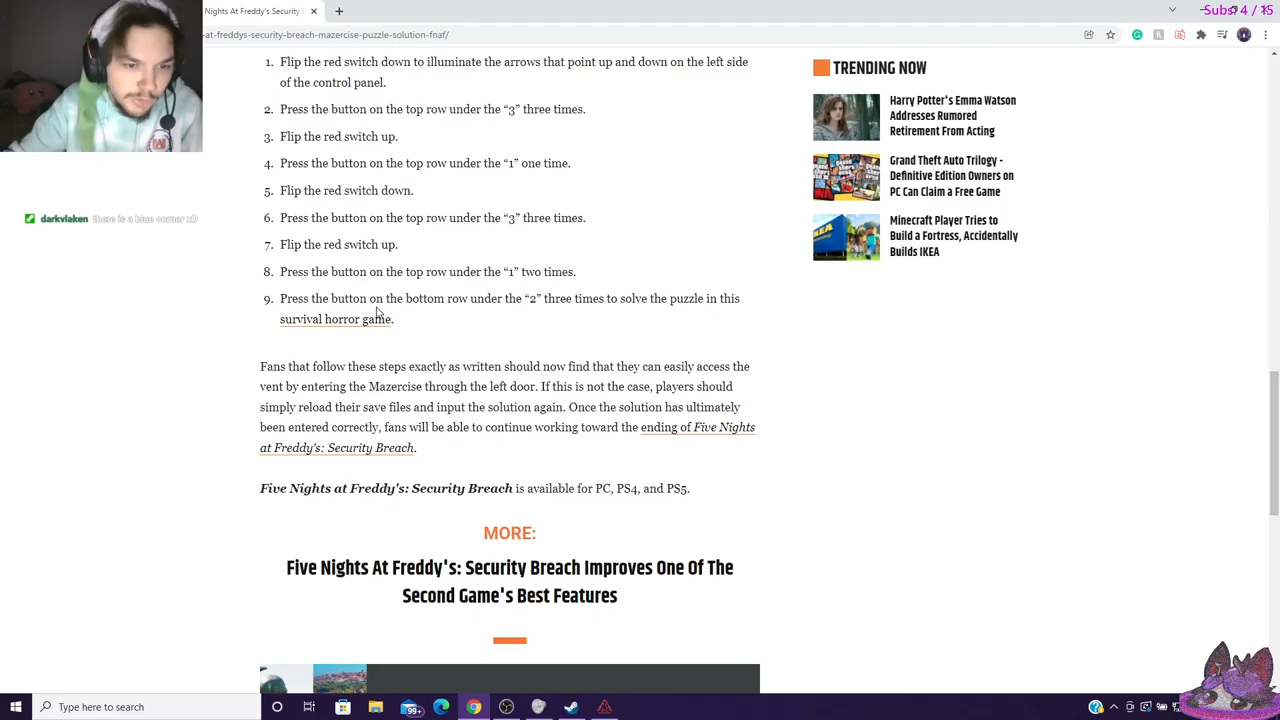 Nights At Freddy's Security
Subs 4 / 15
at-freddys-security-breach-mazercise-puzzle-solution-fnaf/
1. Flip the red switch down to illuminate the arrows that point up and down on the left side
of the control panel.
2. Press the button on the top row under the “3” three times.
3. Flip the red switch up.
4. Press the button on the top row under the “1” one time.
5. Flip the red switch down.
6. Press the button on the top row under the “3” three times.
7. Flip the red switch up.
8. Press the button on the top row under the “1” two times.
9. Press the button on the bottom row under the “2” three times to solve the puzzle in this
survival horror game.
darkvlaken there is a blue corner xD
Fans that follow these steps exactly as written should now find that they can easily access the
vent by entering the Mazercise through the left door. If this is not the case, players should
simply reload their save files and input the solution again. Once the solution has ultimately
been entered correctly, fans will be able to continue working toward the ending of Five Nights
at Freddy's: Security Breach.
Five Nights at Freddy's: Security Breach is available for PC, PS4, and PS5.
MORE:
Five Nights At Freddy's: Security Breach Improves One Of The
Second Game's Best Features
TRENDING NOW
Harry Potter's Emma Watson
Addresses Rumored
Retirement From Acting
Grand Theft Auto Trilogy -
Definitive Edition Owners on
PC Can Claim a Free Game
Minecraft Player Tries to
Build a Fortress, Accidentally
Builds IKEA
IKEA
Type here to search
99+